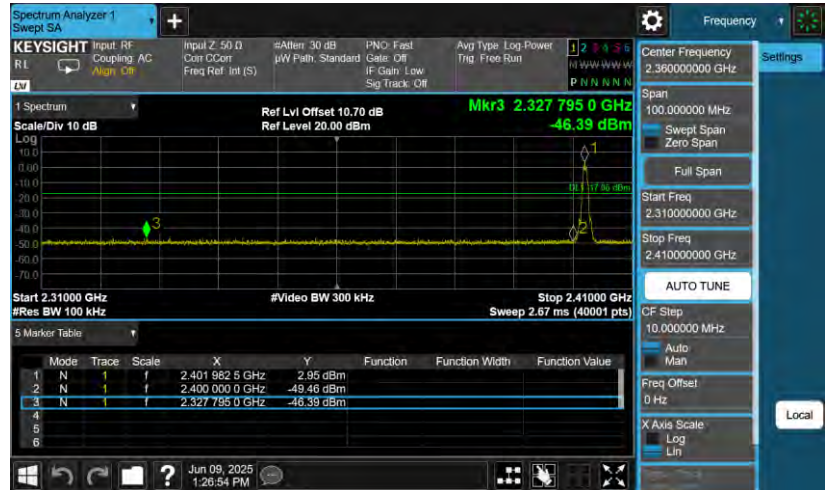 Spectrum Analyzer 1
Swept SA
+
Frequency
KEYSIGHT
RL
Input: RF
Coupling: AC
Align: Off
Input Z: 50 Ω
Corr CCorr
Freq Ref: Int (S)
#Atten: 30 dB
µW Path: Standard
PNO: Fast
Gate: Off
IF Gain: Low
Sig Track: Off
Avg Type: Log-Power
Trig: Free Run
1 2 3 4 5 6
M W W W W W
P N N N N N
LM
1 Spectrum
Scale/Div 10 dB
Ref Lvl Offset 10.70 dB
Ref Level 20.00 dBm
Mkr3 2.327 795 0 GHz
-46.39 dBm
Log
10.0
0.00
-10.0
-20.0
-30.0
-40.0
-50.0
-60.0
-70.0
1
2
3
Start 2.31000 GHz
#Res BW 100 kHz
#Video BW 300 kHz
Stop 2.41000 GHz
Sweep 2.67 ms (40001 pts)
5 Marker Table
Mode Trace Scale X Y Function Function Width Function Value
1 N 1 f 2.401 982 5 GHz 2.95 dBm
2 N 1 f 2.400 000 0 GHz -49.46 dBm
3 N 1 f 2.327 795 0 GHz -46.39 dBm
4
5
6
Jun 09, 2025
1:26:54 PM
?
Center Frequency
2.360000000 GHz
Settings
Span
100.000000 MHz
Swept Span
Zero Span
Full Span
Start Freq
2.310000000 GHz
Stop Freq
2.410000000 GHz
AUTO TUNE
CF Step
10.000000 MHz
Auto
Man
Freq Offset
0 Hz
X Axis Scale
Log
Lin
Local